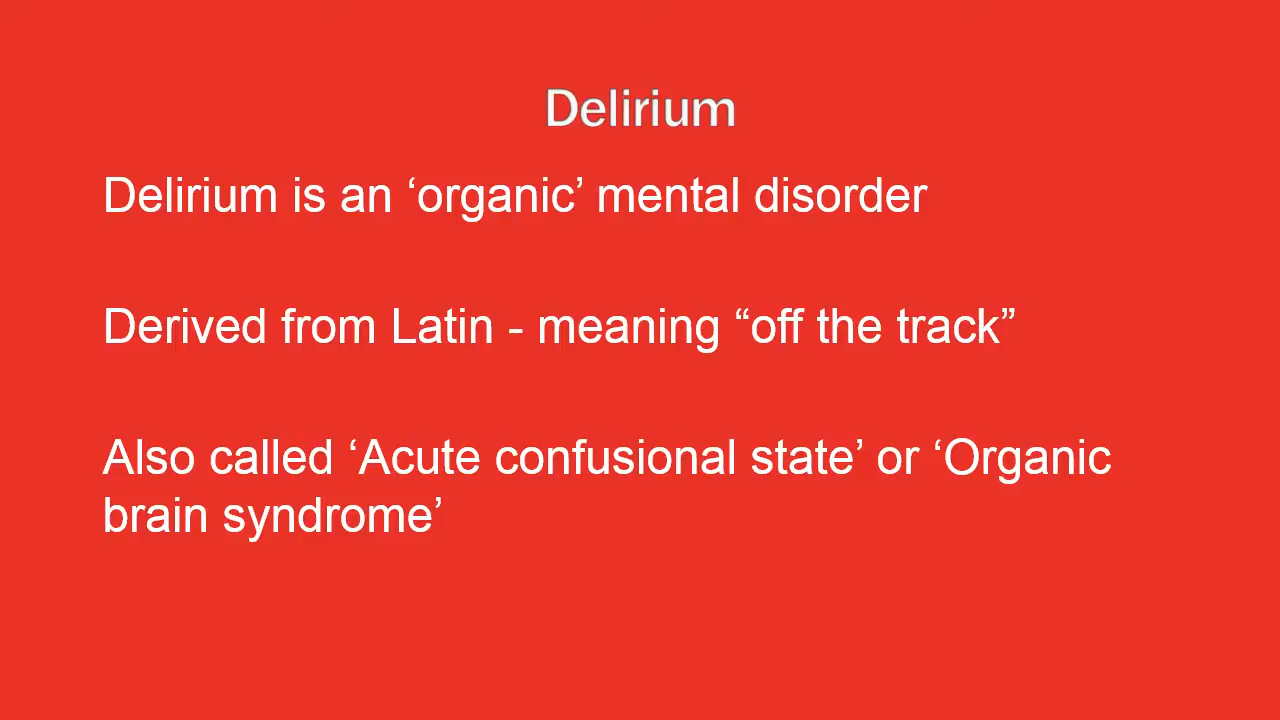 Delirium
Delirium is an ‘organic’ mental disorder
Derived from Latin - meaning “off the track”
Also called ‘Acute confusional state’ or ‘Organic
brain syndrome’